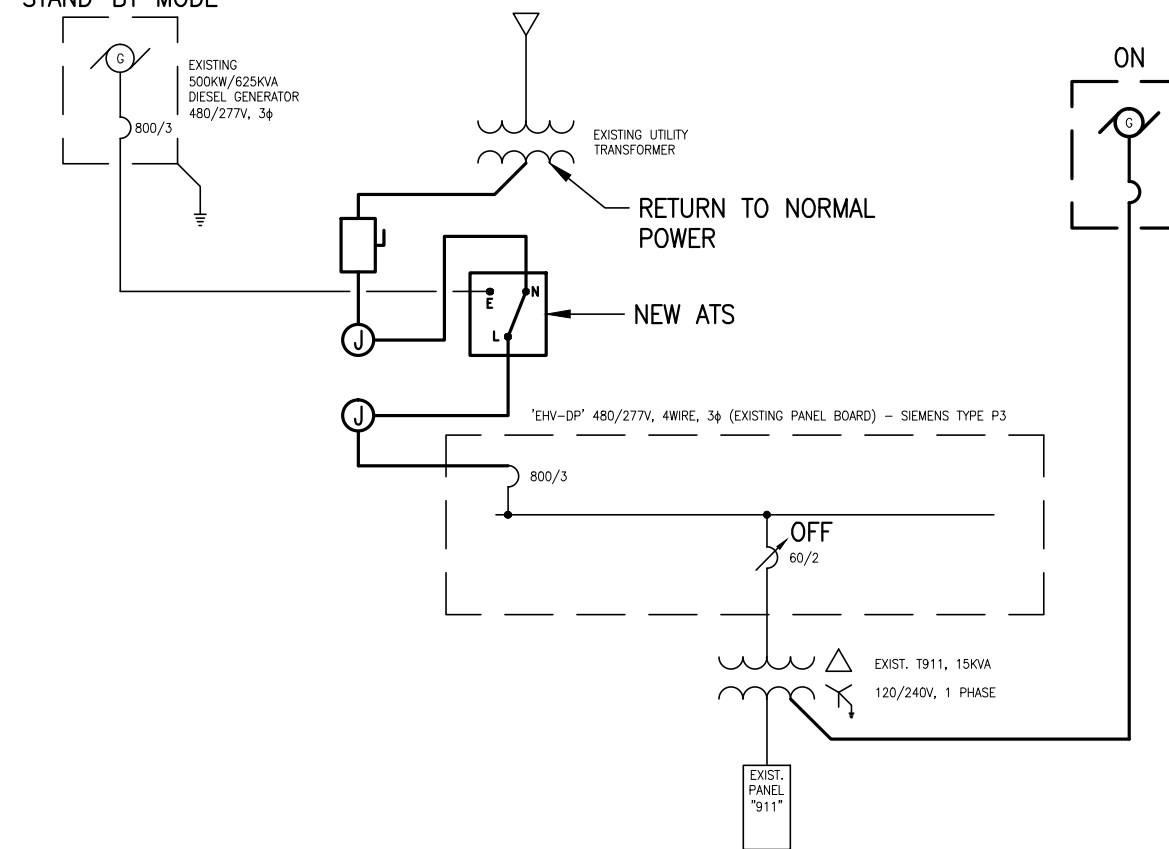 STAND BY MODE
G
EXISTING
500KW/625KVA
DIESEL GENERATOR
480/277V, 3ϕ
800/3
EXISTING UTILITY
TRANSFORMER
RETURN TO NORMAL
POWER
ON
G
E
N
L
NEW ATS
J
J
'EHV-DP' 480/277V, 4WIRE, 3ϕ (EXISTING PANEL BOARD) – SIEMENS TYPE P3
800/3
OFF
60/2
EXIST. T911, 15KVA
120/240V, 1 PHASE
EXIST.
PANEL
"911"